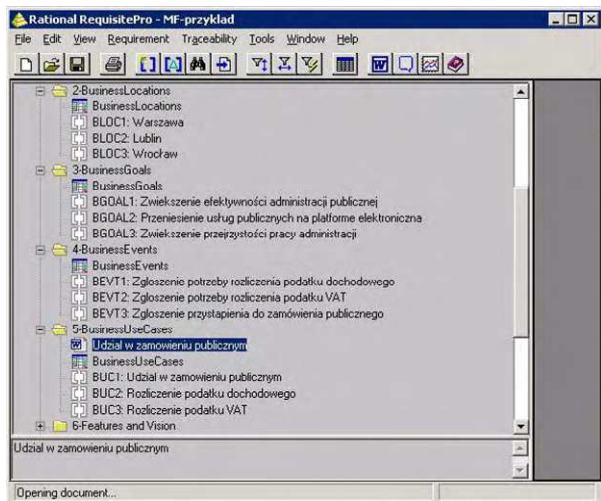 Rational RequisitePro - MF-przyklad
File Edit View Requirement Traceability Tools Window Help
2-BusinessLocations
BusinessLocations
BLOC1: Warszawa
BLOC2: Lublin
BLOC3: Wrocław
3-BusinessGoals
BusinessGoals
BGOAL1: Zwiekszenie efektywności administracji publicznej
BGOAL2: Przeniesienie usług publicznych na platforme elektroniczna
BGOAL3: Zwiekszenie przejrzystości pracy administracji
4-BusinessEvents
BusinessEvents
BEVT1: Zgloszenie potrzeby rozliczenia podatku dochodowego
BEVT2: Zgloszenie potrzeby rozliczenia podatku VAT
BEVT3: Zgloszenie przystapienia do zamówienia publicznego
5-BusinessUseCases
Udzial w zamowieniu publicznym
BusinessUseCases
BUC1: Udzial w zamowieniu publicznym
BUC2: Rozliczenie podatku dochodowego
BUC3: Rozliczenie podatku VAT
6-Features and Vision
Udzial w zamowieniu publicznym
Opening document...